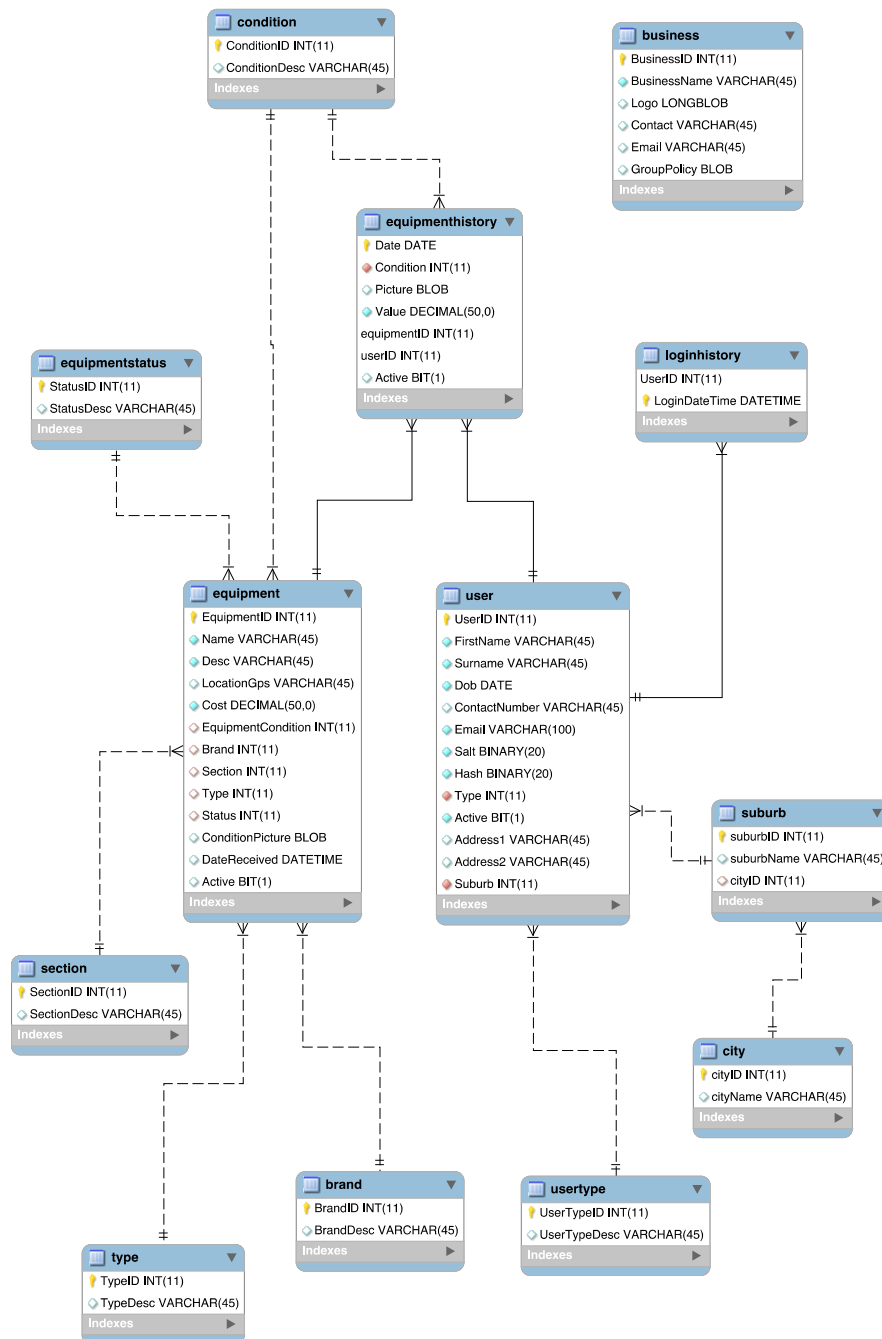 condition
ConditionID INT(11)
ConditionDesc VARCHAR(45)
Indexes
business
BusinessID INT(11)
BusinessName VARCHAR(45)
Logo LONGBLOB
Contact VARCHAR(45)
Email VARCHAR(45)
GroupPolicy BLOB
Indexes
equipmenthistory
Date DATE
Condition INT(11)
Picture BLOB
Value DECIMAL(50,0)
equipmentID INT(11)
userID INT(11)
Active BIT(1)
Indexes
equipmentstatus
StatusID INT(11)
StatusDesc VARCHAR(45)
Indexes
loginhistory
UserID INT(11)
LoginDateTime DATETIME
Indexes
equipment
EquipmentID INT(11)
Name VARCHAR(45)
Desc VARCHAR(45)
LocationGps VARCHAR(45)
Cost DECIMAL(50,0)
EquipmentCondition INT(11)
Brand INT(11)
Section INT(11)
Type INT(11)
Status INT(11)
ConditionPicture BLOB
DateReceived DATETIME
Active BIT(1)
Indexes
user
UserID INT(11)
FirstName VARCHAR(45)
Surname VARCHAR(45)
Dob DATE
ContactNumber VARCHAR(45)
Email VARCHAR(100)
Salt BINARY(20)
Hash BINARY(20)
Type INT(11)
Active BIT(1)
Address1 VARCHAR(45)
Address2 VARCHAR(45)
Suburb INT(11)
Indexes
suburb
suburbID INT(11)
suburbName VARCHAR(45)
cityID INT(11)
Indexes
section
SectionID INT(11)
SectionDesc VARCHAR(45)
Indexes
city
cityID INT(11)
cityName VARCHAR(45)
Indexes
brand
BrandID INT(11)
BrandDesc VARCHAR(45)
Indexes
usertype
UserTypeID INT(11)
UserTypeDesc VARCHAR(45)
Indexes
type
TypeID INT(11)
TypeDesc VARCHAR(45)
Indexes